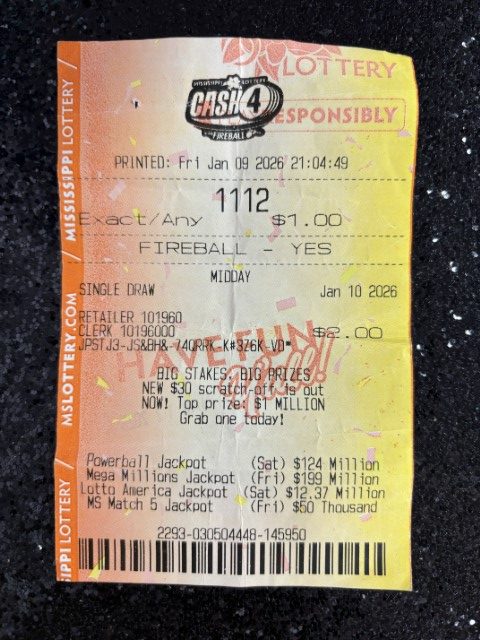 LOTTERY
MISSISSIPPI LOTTERY
CASH 4
FIREBALL
RESPONSIBLY
PRINTED: Fri Jan 09 2026 21:04:49
1112
Exact/Any $1.00
FIREBALL - YES
MIDDAY
SINGLE DRAW Jan 10 2026
RETAILER 101960
CLERK 10196000 $2.00
HAVE FUN
BIG STAKES, BIG PRIZES
NEW $30 scratch-off is out
NOW! Top prize: $1 MILLION
Grab one today!
Powerball Jackpot (Sat) $124 Million
Mega Millions Jackpot (Fri) $199 Million
Lotto America Jackpot (Sat) $12.37 Million
MS Match 5 Jackpot (Fri) $50 Thousand
2293-030504448-145950
MISSISSIPPI LOTTERY /
MSLOTTERY.COM /
SIPPI LOTTERY /